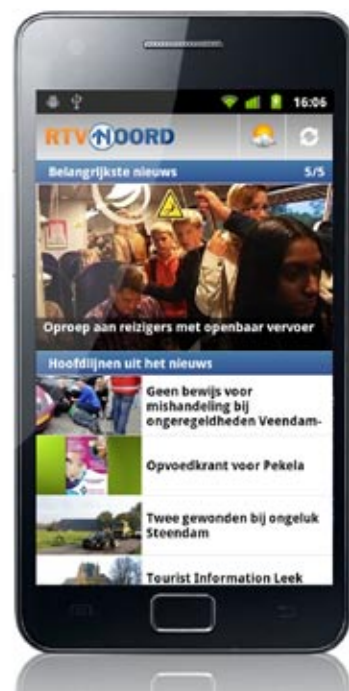 16:06
RTV NOORD
Belangrijkste nieuws 5/5
Oproep aan reizigers met openbaar vervoer
Hoofdlijnen uit het nieuws
Geen bewijs voor
mishandeling bij
ongeregeldheden Veendam-
Opvoedkrant voor Pekela
Twee gewonden bij ongeluk
Steendam
Tourist Information Leek